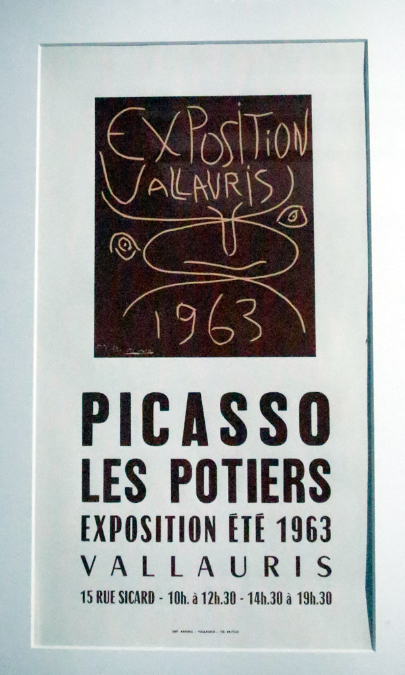 EXPOSITION
VALLAURIS
1963
PICASSO
LES POTIERS
EXPOSITION ÉTÉ 1963
VALLAURIS
15 RUE SICARD - 10h. à 12h.30 - 14h.30 à 19h.30